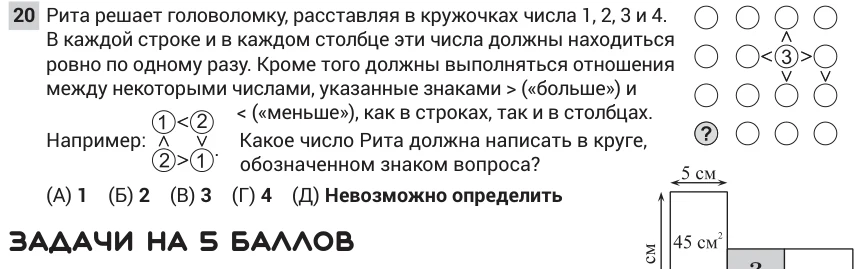 20 Рита решает головоломку, расставляя в кружочках числа 1, 2, 3 и 4.
В каждой строке и в каждом столбце эти числа должны находиться
ровно по одному разу. Кроме того должны выполняться отношения
между некоторыми числами, указанные знаками > («больше») и
< («меньше»), как в строках, так и в столбцах.
Например: Какое число Рита должна написать в круге,
обозначенном знаком вопроса?
1 < 2
^ v
2 > 1.
(А) 1 (Б) 2 (В) 3 (Г) 4 (Д) Невозможно определить
^
< 3 >
v v
?
ЗАДАЧИ НА 5 БАЛЛОВ
5 см
45 см²
см
?